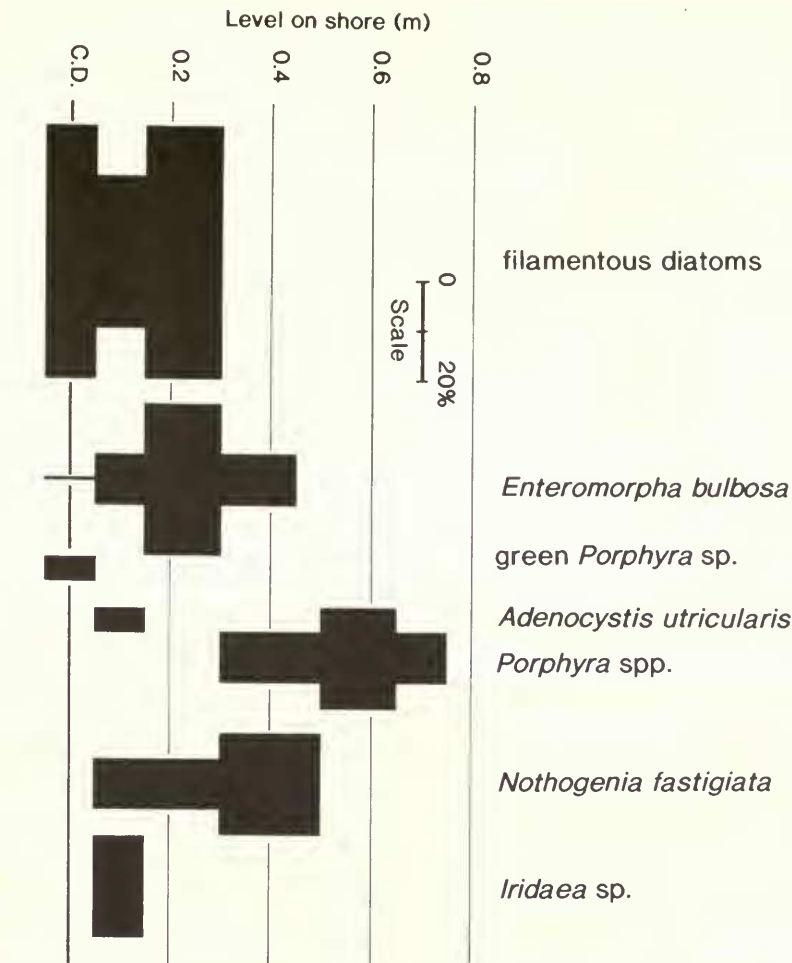 Level on shore (m)
C.D.
0.2
0.4
0.6
0.8
0
20%
Scale
filamentous diatoms
Enteromorpha bulbosa
green Porphyra sp.
Adenocystis utricularis
Porphyra spp.
Nothogenia fastigiata
Iridaea sp.